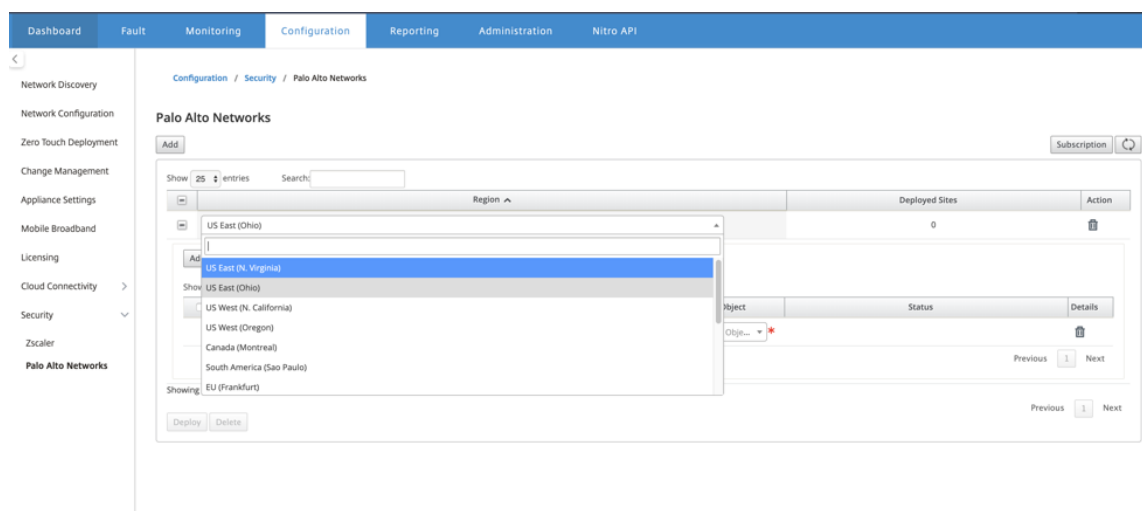 Dashboard Fault Monitoring Configuration Reporting Administration Nitro API
Configuration / Security / Palo Alto Networks
Network Discovery
Network Configuration
Zero Touch Deployment
Change Management
Appliance Settings
Mobile Broadband
Licensing
Cloud Connectivity
Security
Zscaler
Palo Alto Networks
Palo Alto Networks
Add Subscription
Show 25 entries Search:
Region Deployed Sites Action
US East (Ohio) 0
US East (N. Virginia)
US East (Ohio)
US West (N. California)
US West (Oregon)
Canada (Montreal)
South America (Sao Paulo)
EU (Frankfurt)
Status Details
Obje... *
Previous 1 Next
Showing
Previous 1 Next
Deploy Delete